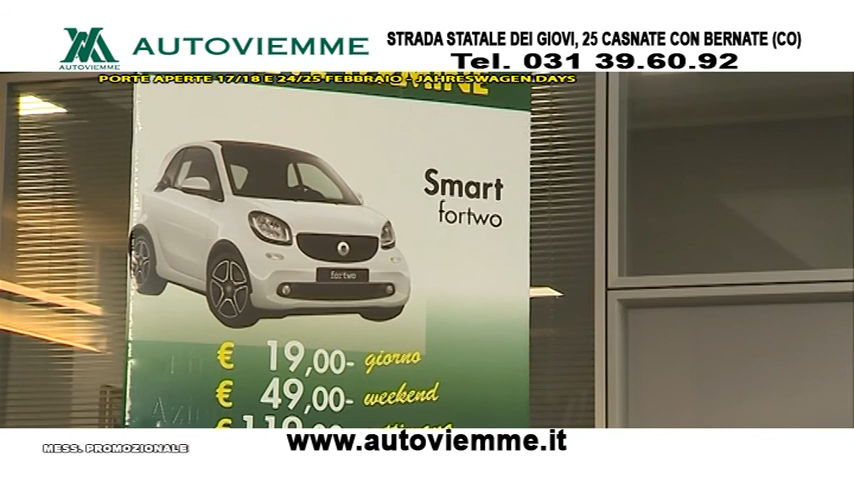 AUTOVIEMME
AUTOVIEMME
STRADA STATALE DEI GIOVI, 25 CASNATE CON BERNATE (CO)
Tel. 031 39.60.92
PORTE APERTE 17/18 E 24/25 FEBBRAIO - JAHRESWAGEN DAYS
Smart
fortwo
fortwo
€ 19,00- giorno
€ 49,00- weekend
€ 119,00-
www.autoviemme.it
MESS. PROMOZIONALE